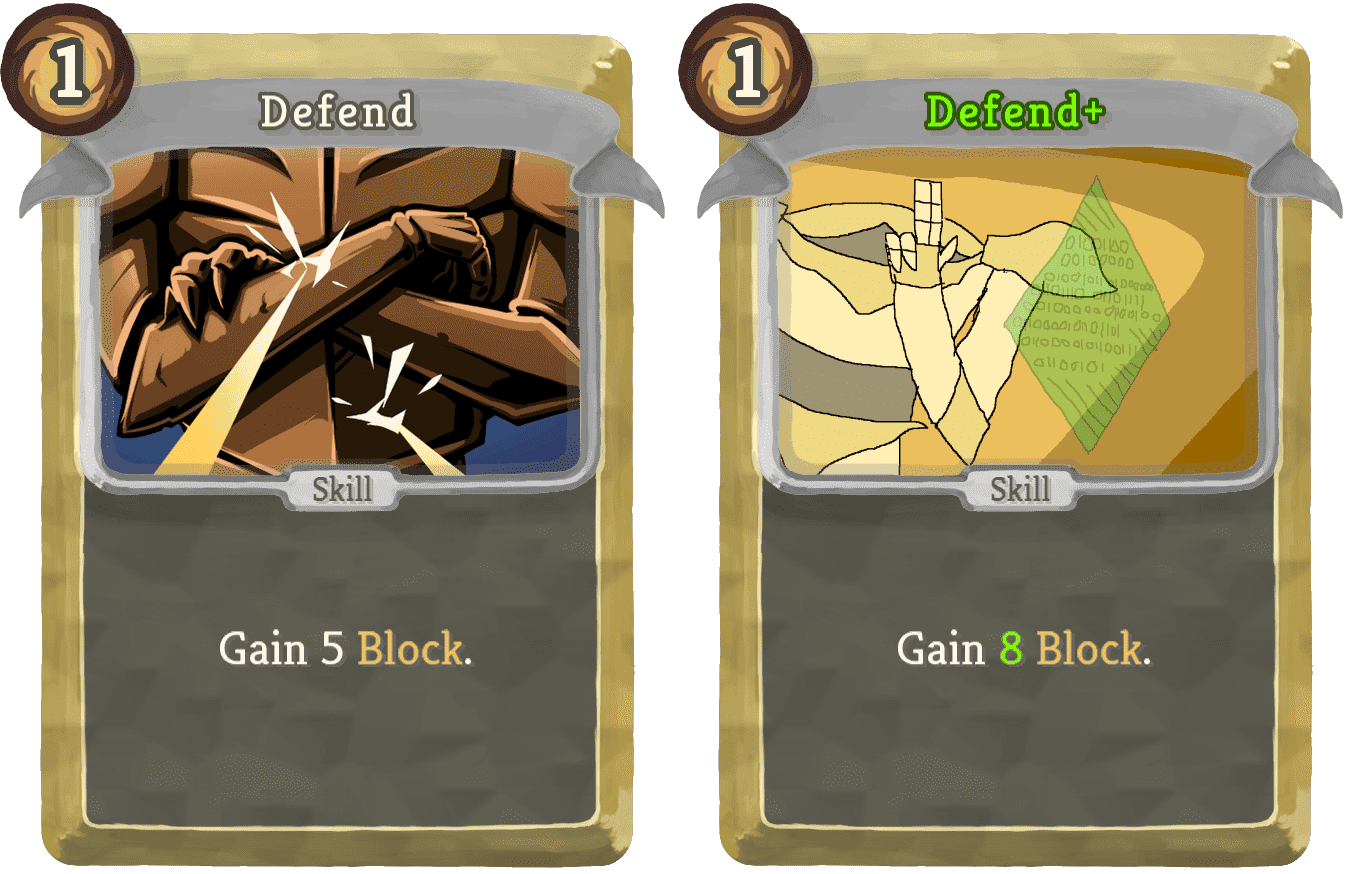 1
Defend
Skill
Gain 5 Block.
1
Defend+
Skill
Gain 8 Block.